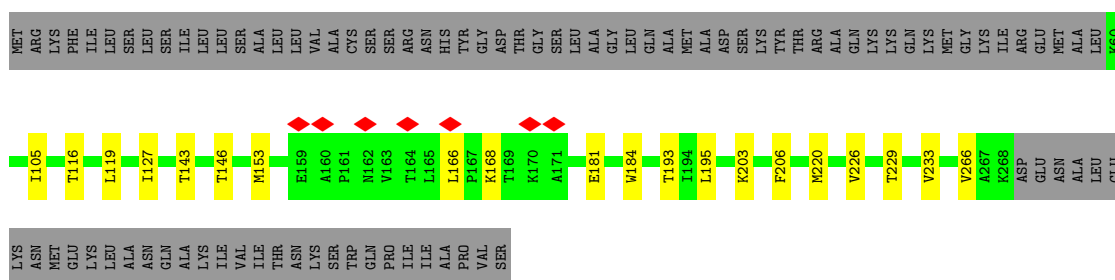 MET ARG LYS PHE ILE LEU SER LEU SER ILE LEU LEU SER ALA LEU LEU VAL ALA CYS SER SER ARG ASN HIS TYR GLY ASP THR GLY SER LEU ALA GLY LEU GLN ALA MET ALA ASP SER LYS TYR THR ARG ALA GLN LYS LYS GLN LYS MET GLY LYS ILE ARG GLU MET ALA LEU K60
I105 T116 L119 I127 T143 T146 M153 E159 A160 P161 N162 V163 T164 L165 L166 P167 K168 T169 K170 A171 E181 W184 T193 I194 L195 K203 F206 M220 V226 T229 V233 V266 A267 K268 ASP GLU ASN ALA LEU GLU
LYS ASN MET GLU LYS LEU ALA ASN GLN ALA LYS ILE VAL ILE THR ASN LYS SER TRP GLN PRO ILE ILE ALA PRO VAL SER